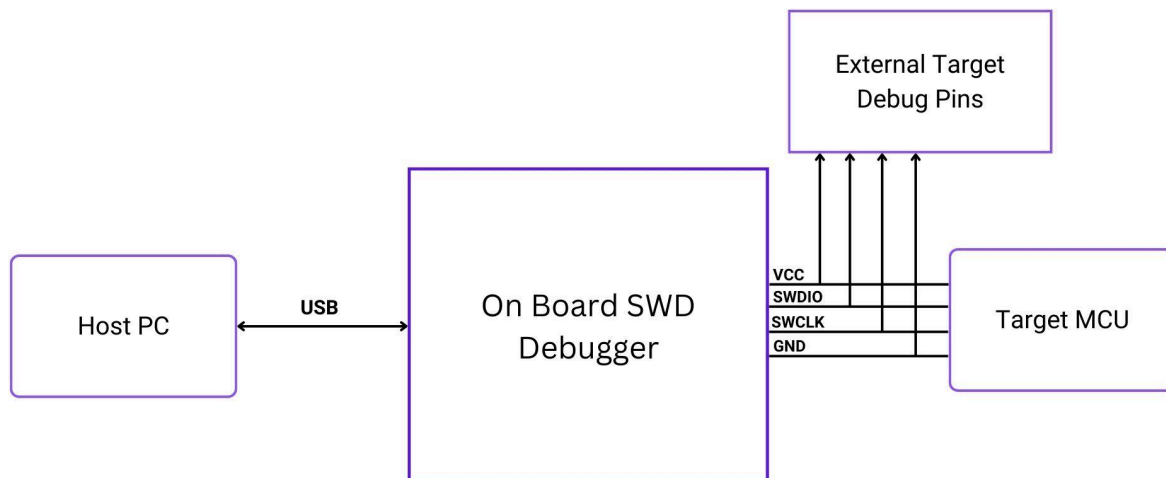 External Target
Debug Pins
Host PC
USB
On Board SWD
Debugger
VCC
SWDIO
SWCLK
GND
Target MCU